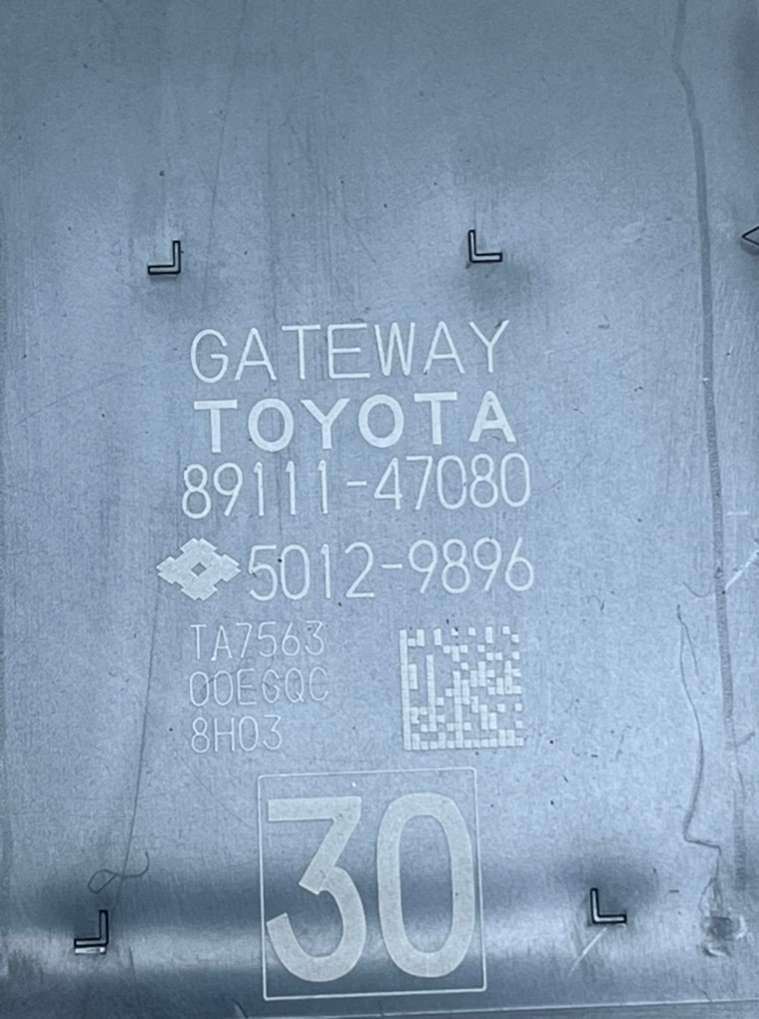 GATEWAY
TOYOTA
89111-47080
5012-9896
TA7563
00EGQC
8H03
30